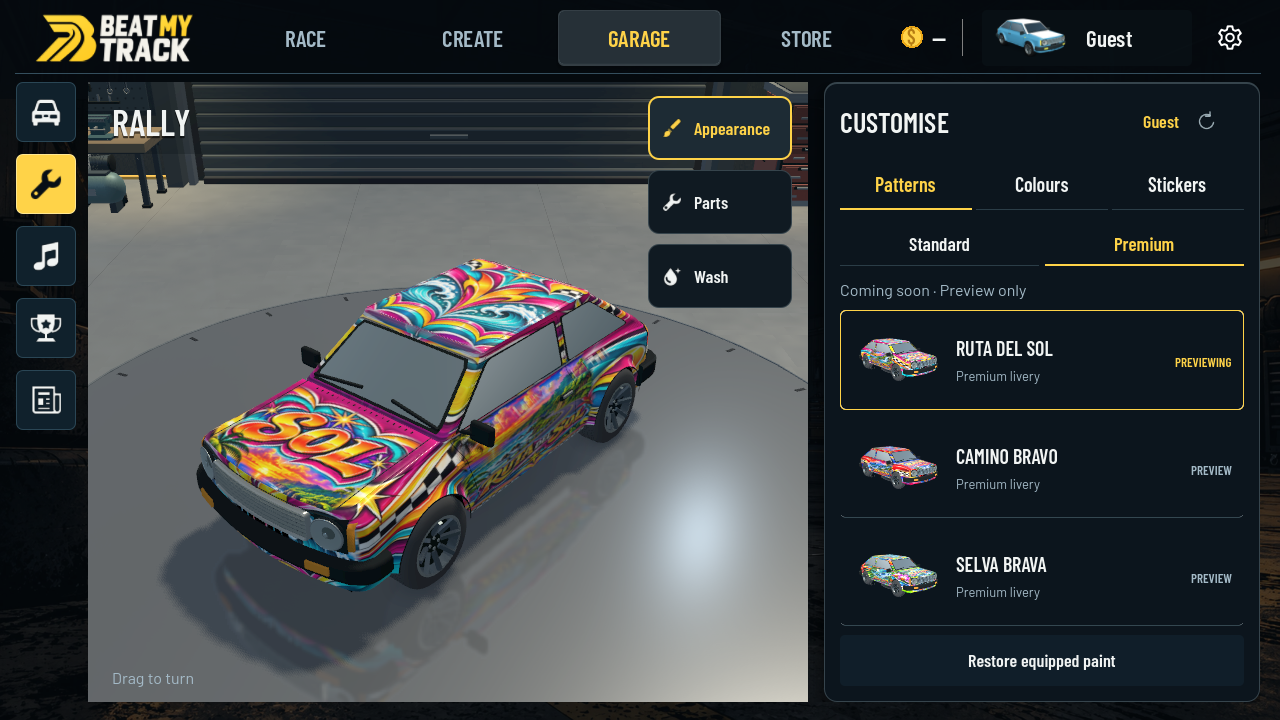 BEAT MY TRACK
RACE
CREATE
GARAGE
STORE
–
Guest
RALLY
Appearance
Parts
Wash
SOL
Drag to turn
CUSTOMISE
Guest
Patterns
Colours
Stickers
Standard
Premium
Coming soon · Preview only
RUTA DEL SOL
Premium livery
PREVIEWING
CAMINO BRAVO
Premium livery
PREVIEW
SELVA BRAVA
Premium livery
PREVIEW
Restore equipped paint